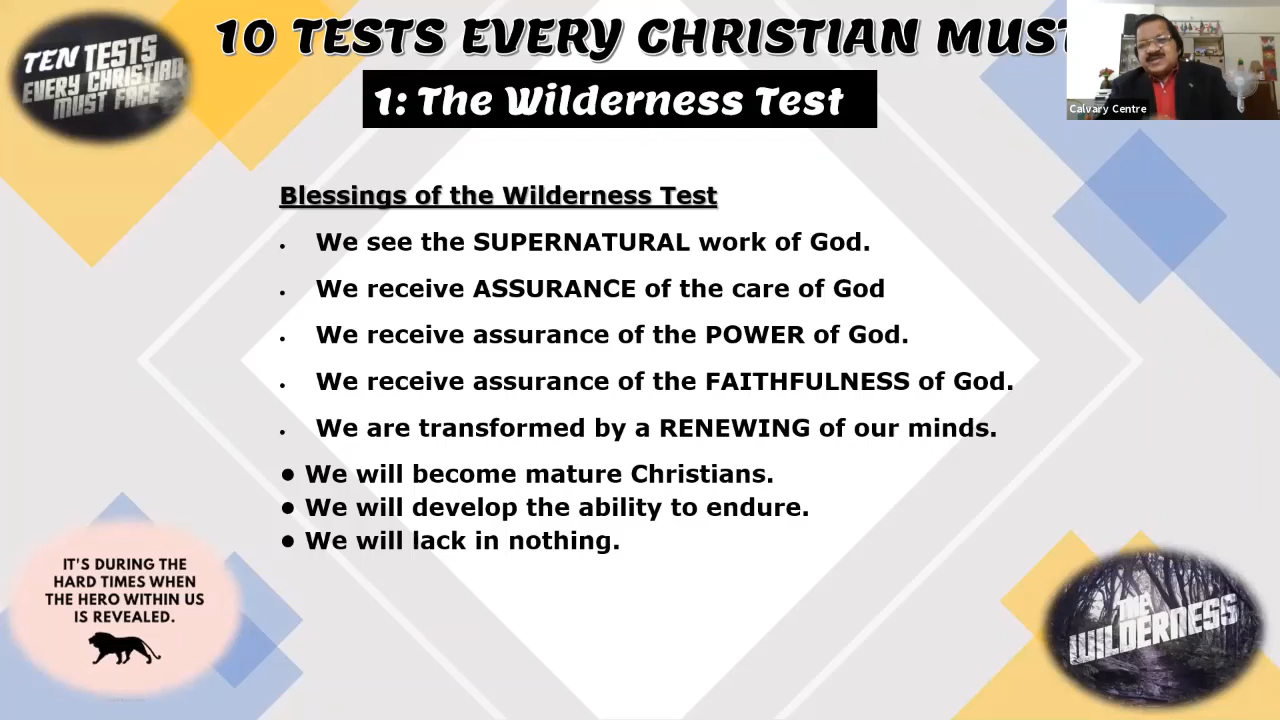 TEN TESTS
EVERY CHRISTIAN
MUST FACE
10 TESTS EVERY CHRISTIAN MUST
1: The Wilderness Test
Calvary Centre
Blessings of the Wilderness Test
• We see the SUPERNATURAL work of God.
• We receive ASSURANCE of the care of God
• We receive assurance of the POWER of God.
• We receive assurance of the FAITHFULNESS of God.
• We are transformed by a RENEWING of our minds.
• We will become mature Christians.
• We will develop the ability to endure.
• We will lack in nothing.
IT'S DURING THE
HARD TIMES WHEN
THE HERO WITHIN US
IS REVEALED.
THE
WILDERNESS